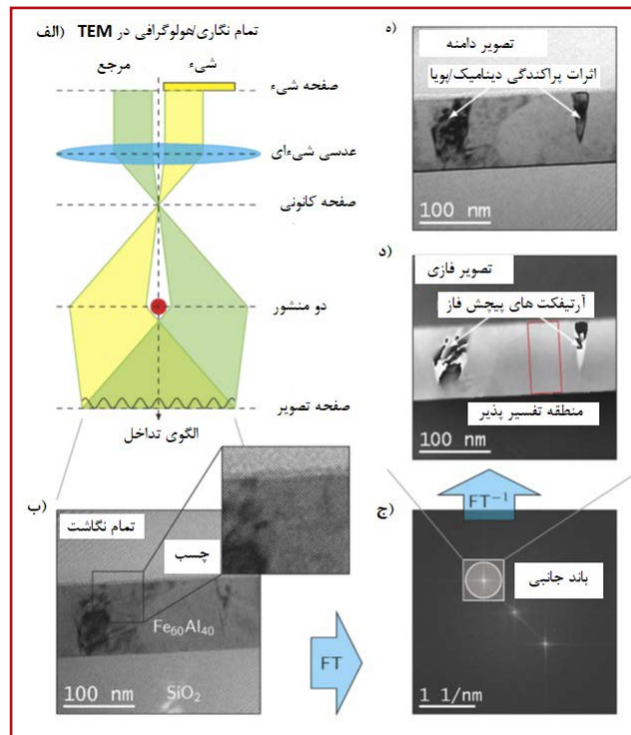 الف) تمام نگاری/هولوگرافی در TEM
مرجع
شیء
صفحه شیء
عدسی شیءای
صفحه کانونی
دو منشور
صفحه تصویر
الگوی تداخل
ب)
تمام نگاشت
چسب
Fe60Al40
SiO2
100 nm
FT
ج)
باند جانبی
1 1/nm
FT−1
د)
تصویر فازی
آرتیفکت های پیچش فاز
منطقه تفسیر پذیر
100 nm
ه)
تصویر دامنه
اثرات پراکندگی دینامیک/پویا
100 nm